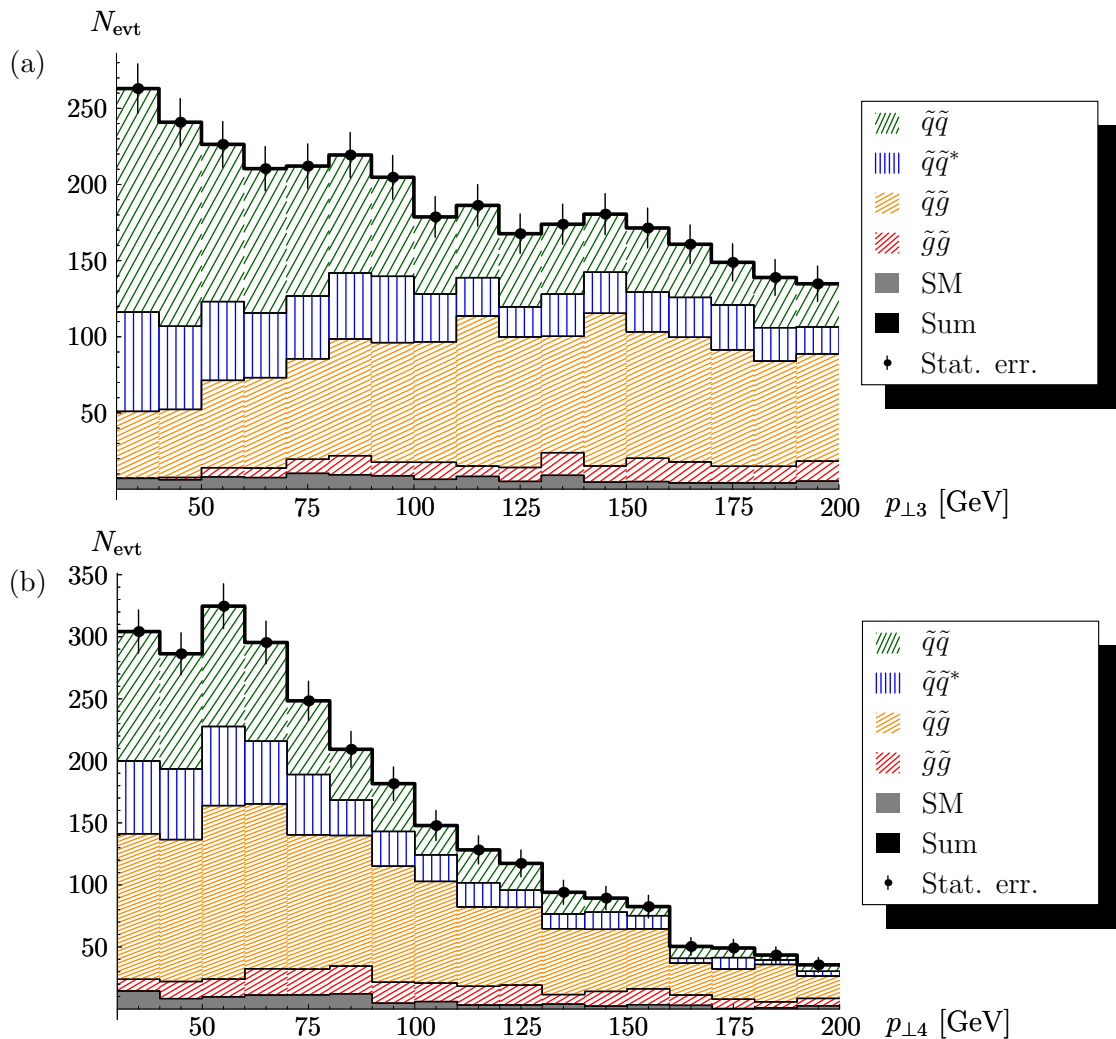 N_evt
(a)
250
200
150
100
50
50 75 100 125 150 175 200 p_⊥3 [GeV]
q̃q̃
q̃q̃*
q̃g̃
g̃g̃
SM
Sum
Stat. err.
N_evt
(b)
350
300
250
200
150
100
50
50 75 100 125 150 175 200 p_⊥4 [GeV]
q̃q̃
q̃q̃*
q̃g̃
g̃g̃
SM
Sum
Stat. err.